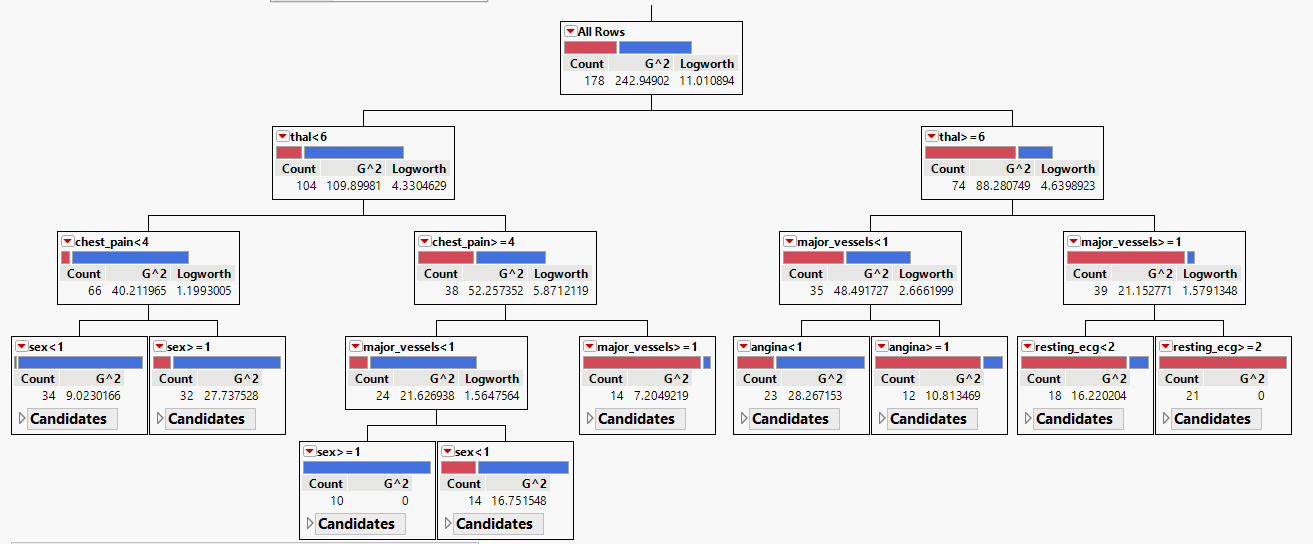 All Rows
Count G^2 Logworth
178 242.94902 11.010894
thal<6
Count G^2 Logworth
104 109.89981 4.3304629
thal>=6
Count G^2 Logworth
74 88.280749 4.6398923
chest_pain<4
Count G^2 Logworth
66 40.211965 1.1993005
chest_pain>=4
Count G^2 Logworth
38 52.257352 5.8712119
major_vessels<1
Count G^2 Logworth
35 48.491727 2.6661999
major_vessels>=1
Count G^2 Logworth
39 21.152771 1.5791348
sex<1
Count G^2
34 9.0230166
Candidates
sex>=1
Count G^2
32 27.737528
Candidates
major_vessels<1
Count G^2 Logworth
24 21.626938 1.5647564
major_vessels>=1
Count G^2
14 7.2049219
Candidates
angina<1
Count G^2
23 28.267153
Candidates
angina>=1
Count G^2
12 10.813469
Candidates
resting_ecg<2
Count G^2
18 16.220204
Candidates
resting_ecg>=2
Count G^2
21 0
Candidates
sex>=1
Count G^2
10 0
Candidates
sex<1
Count G^2
14 16.751548
Candidates